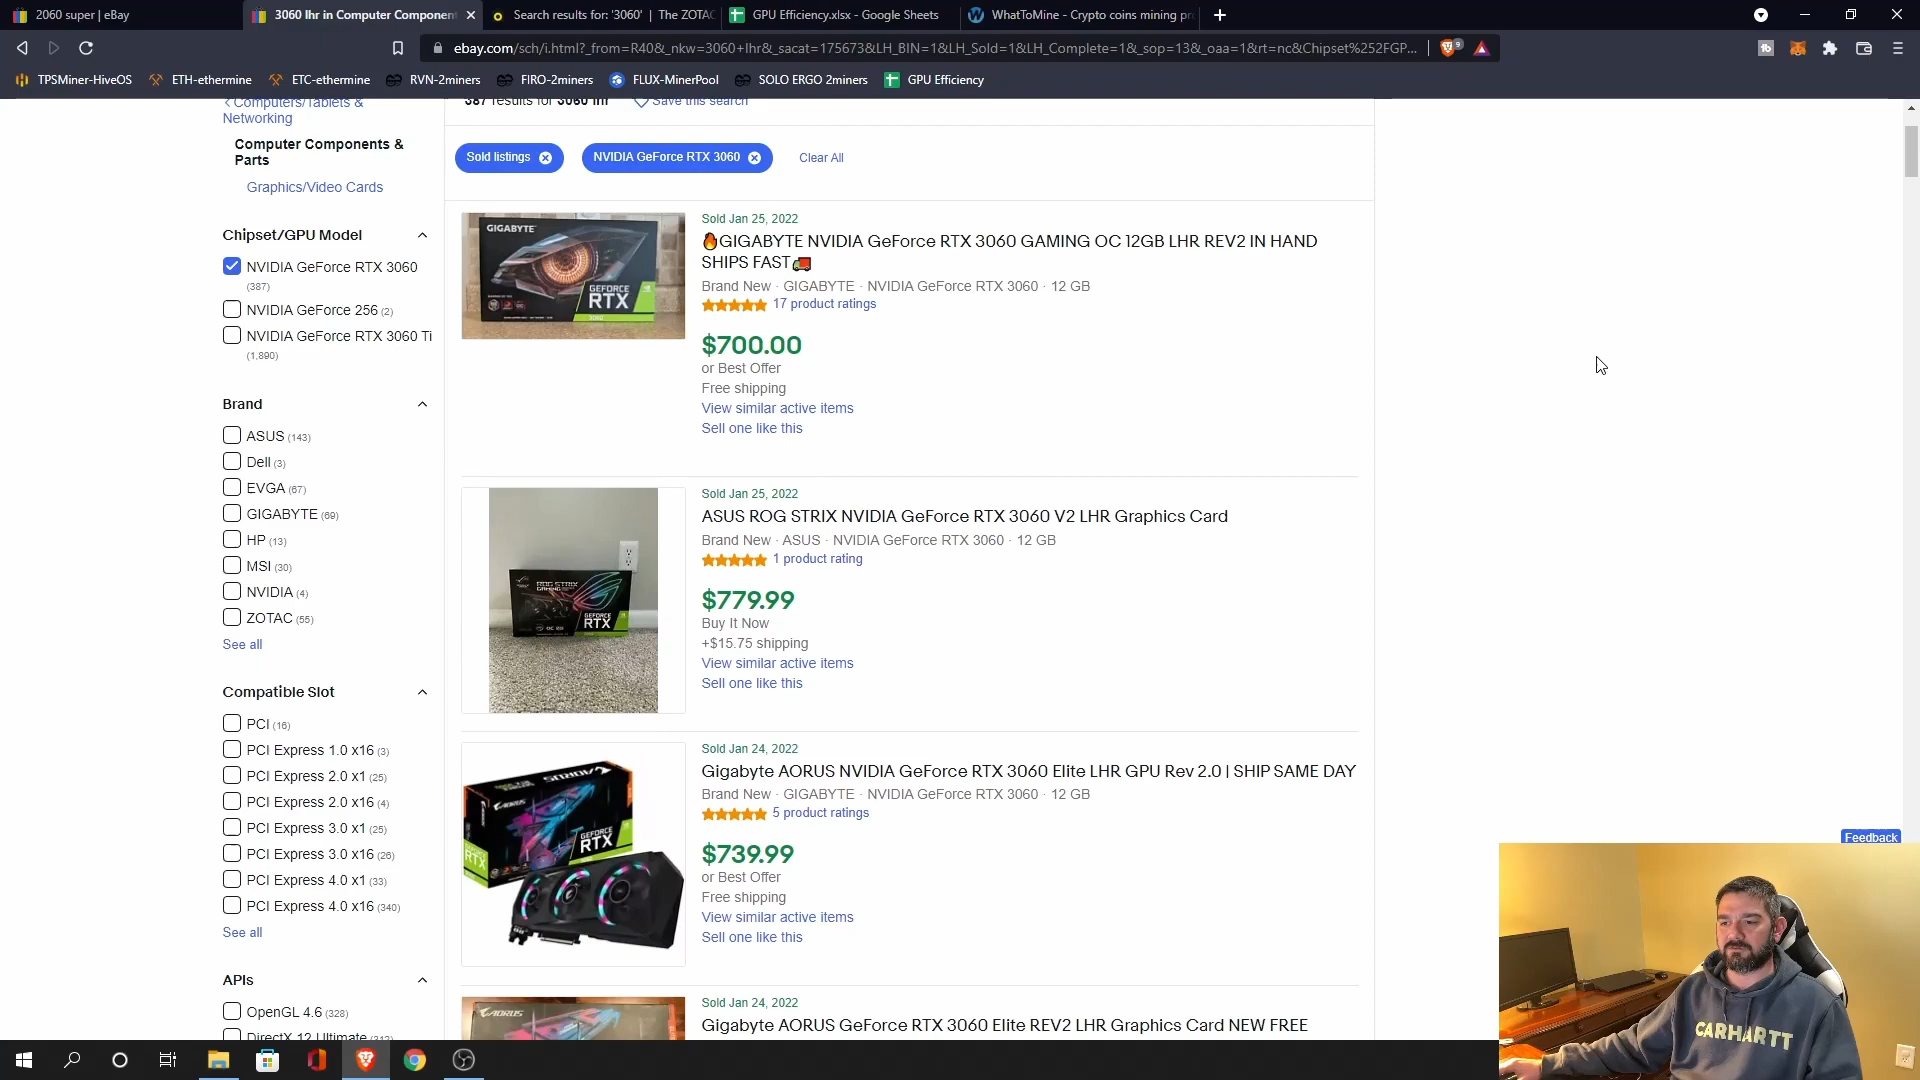 2060 super | eBay
3060 lhr in Computer Component
Search results for: '3060' | The ZOTAC
GPU Efficiency.xlsx - Google Sheets
WhatToMine - Crypto coins mining pr
ebay.com/sch/i.html?_from=R40&_nkw=3060+lhr&_sacat=175673&LH_BIN=1&LH_Sold=1&LH_Complete=1&_sop=13&_oaa=1&rt=nc&Chipset%252FGP...
9
TPSMiner-HiveOS
ETH-ethermine
ETC-ethermine
RVN-2miners
FIRO-2miners
FLUX-MinerPool
SOLO ERGO 2miners
GPU Efficiency
Computers/Tablets &
Networking
Computer Components &
Parts
Graphics/Video Cards
387 results for 3060 lhr
Save this search
Sold listings
NVIDIA GeForce RTX 3060
Clear All
Chipset/GPU Model
NVIDIA GeForce RTX 3060
(387)
NVIDIA GeForce 256 (2)
NVIDIA GeForce RTX 3060 Ti
(1,890)
Brand
ASUS (143)
Dell (3)
EVGA (67)
GIGABYTE (69)
HP (13)
MSI (30)
NVIDIA (4)
ZOTAC (55)
See all
Compatible Slot
PCI (16)
PCI Express 1.0 x16 (3)
PCI Express 2.0 x1 (25)
PCI Express 2.0 x16 (4)
PCI Express 3.0 x1 (25)
PCI Express 3.0 x16 (26)
PCI Express 4.0 x1 (33)
PCI Express 4.0 x16 (340)
See all
APIs
OpenGL 4.6 (328)
DirectX 12 Ultimate (312)
GIGABYTE
GEFORCE
RTX
3060
Sold Jan 25, 2022
🔥GIGABYTE NVIDIA GeForce RTX 3060 GAMING OC 12GB LHR REV2 IN HAND
SHIPS FAST🚚
Brand New · GIGABYTE · NVIDIA GeForce RTX 3060 · 12 GB
17 product ratings
$700.00
or Best Offer
Free shipping
View similar active items
Sell one like this
ROG STRIX
GEFORCE
RTX
Sold Jan 25, 2022
ASUS ROG STRIX NVIDIA GeForce RTX 3060 V2 LHR Graphics Card
Brand New · ASUS · NVIDIA GeForce RTX 3060 · 12 GB
1 product rating
$779.99
Buy It Now
+$15.75 shipping
View similar active items
Sell one like this
AORUS
GEFORCE
RTX
RTX
Sold Jan 24, 2022
Gigabyte AORUS NVIDIA GeForce RTX 3060 Elite LHR GPU Rev 2.0 | SHIP SAME DAY
Brand New · GIGABYTE · NVIDIA GeForce RTX 3060 · 12 GB
5 product ratings
$739.99
or Best Offer
Free shipping
View similar active items
Sell one like this
AORUS
Sold Jan 24, 2022
Gigabyte AORUS GeForce RTX 3060 Elite REV2 LHR Graphics Card NEW FREE
Feedback
CARHARTT